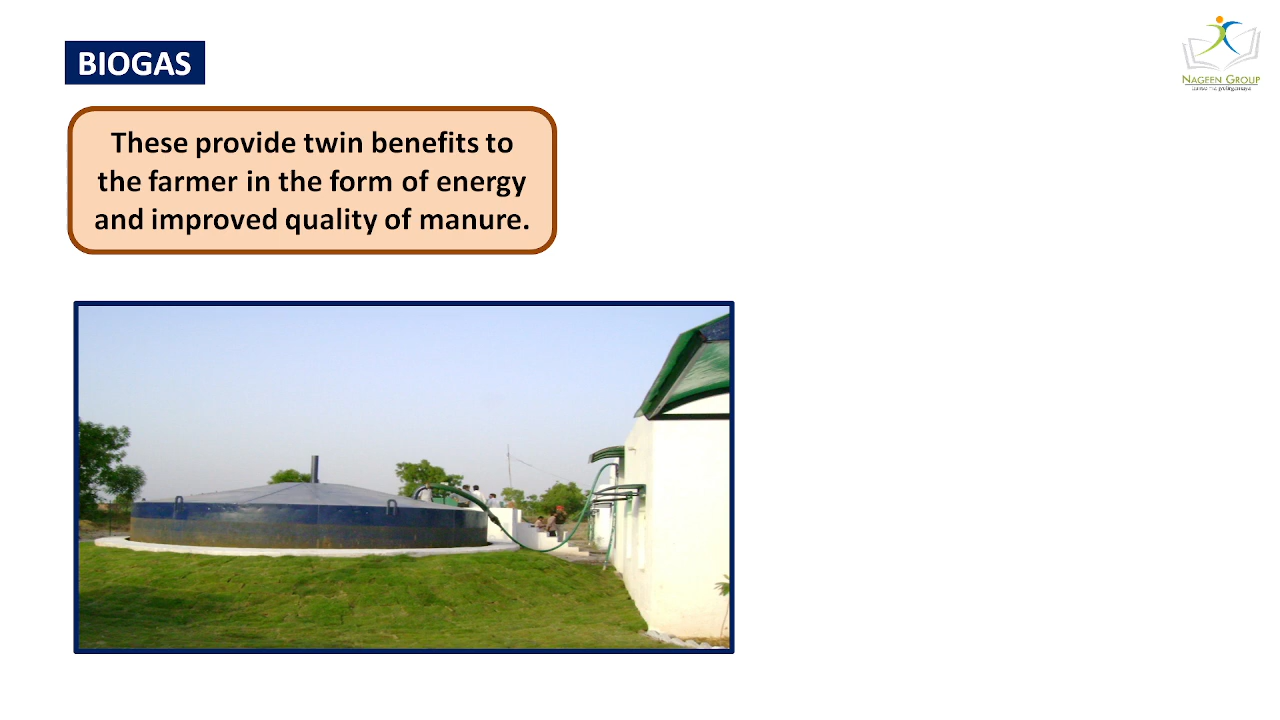 BIOGAS
These provide twin benefits to
the farmer in the form of energy
and improved quality of manure.
NAGEEN GROUP